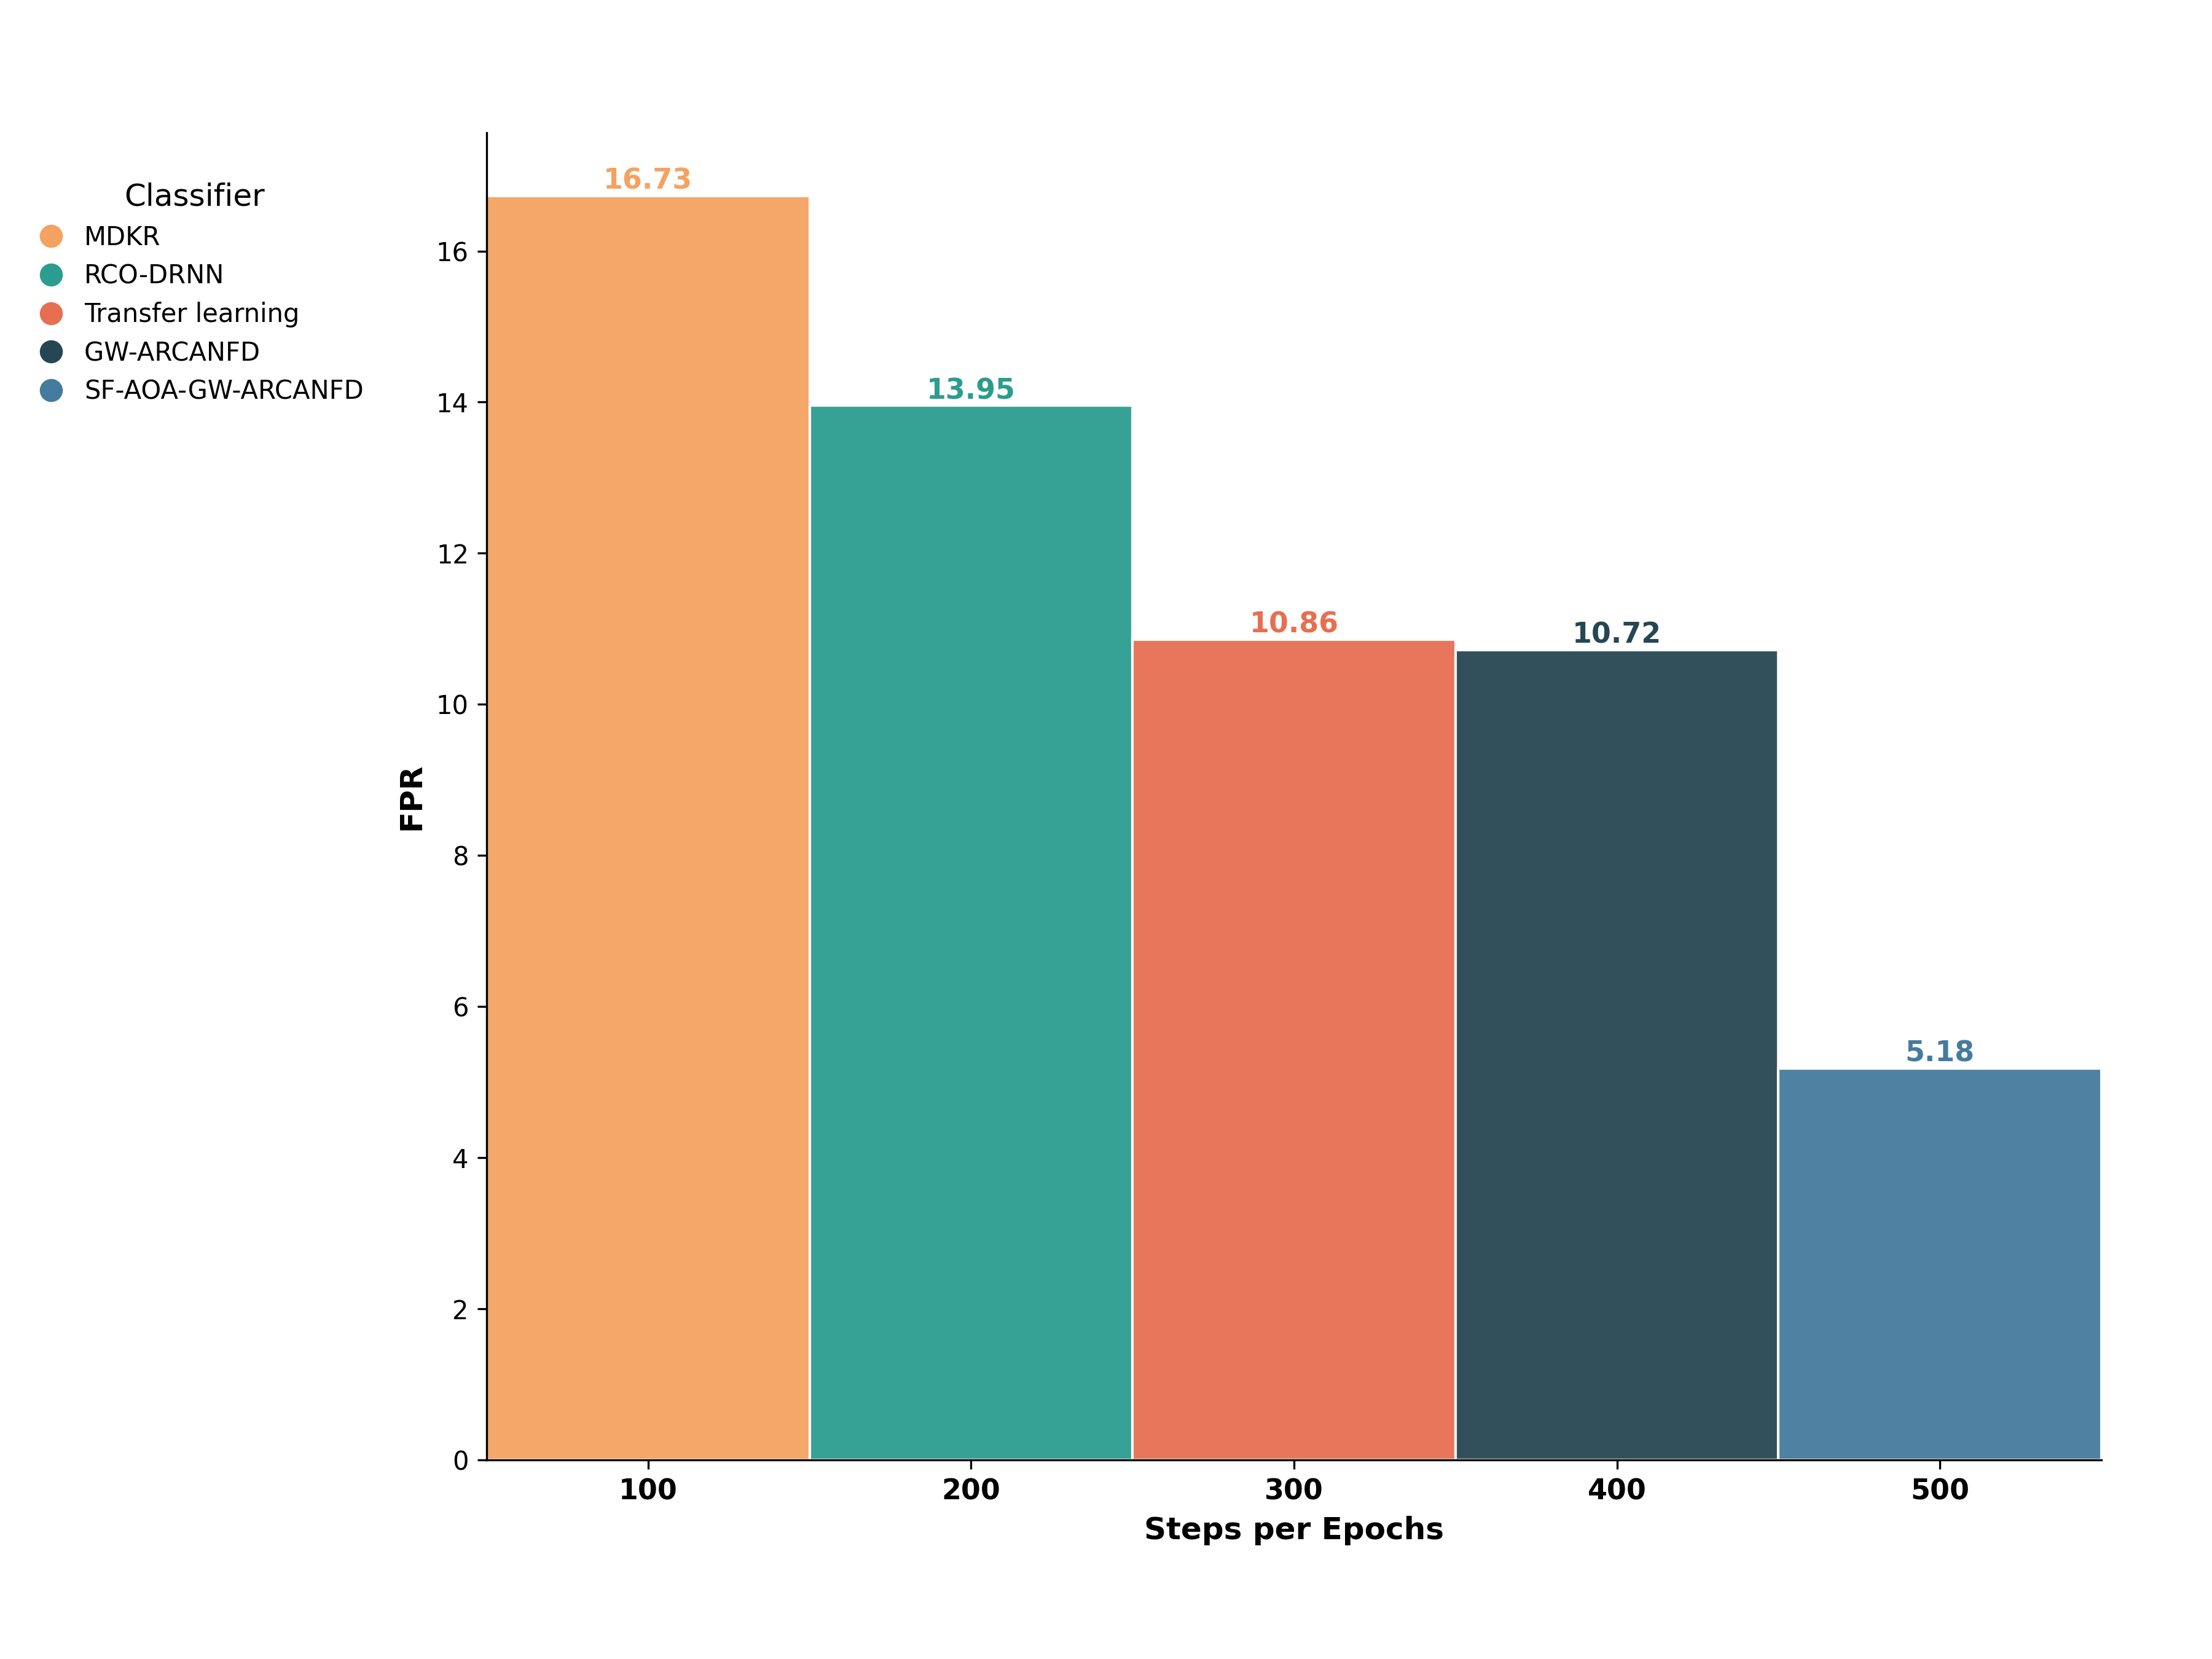 Classifier
MDKR
RCO-DRNN
Transfer learning
GW-ARCANFD
SF-AOA-GW-ARCANFD
FPR
16
14
12
10
8
6
4
2
0
16.73
13.95
10.86
10.72
5.18
100 200 300 400 500
Steps per Epochs